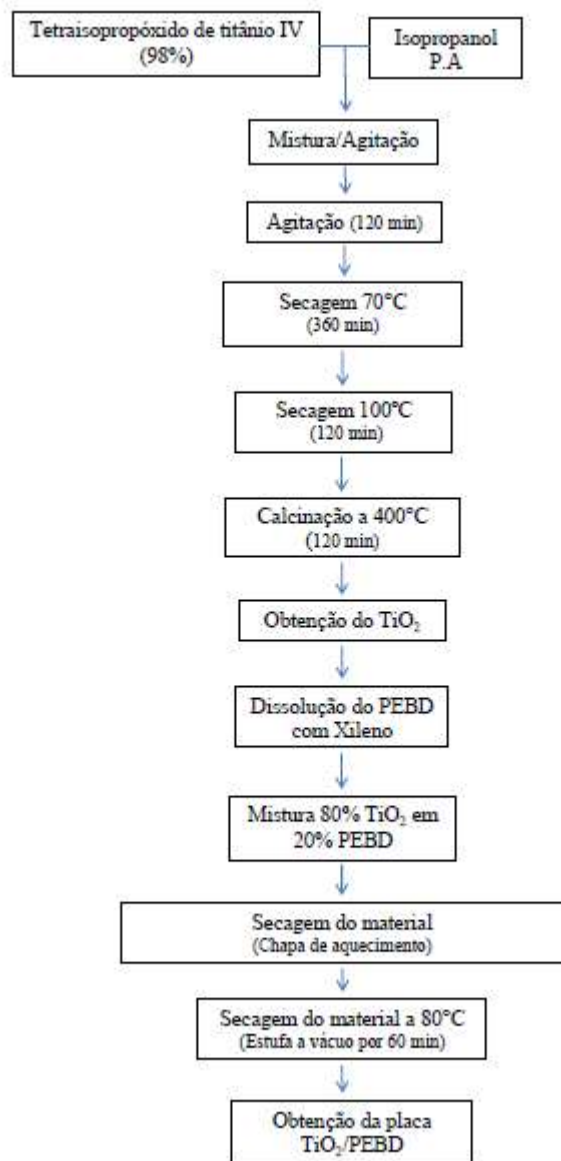 Tetraisopropóxido de titânio IV
(98%)
Isopropanol
P.A
Mistura/Agitação
Agitação (120 min)
Secagem 70°C
(360 min)
Secagem 100°C
(120 min)
Calcinação a 400°C
(120 min)
Obtenção do TiO₂
Dissolução do PEBD
com Xileno
Mistura 80% TiO₂ em
20% PEBD
Secagem do material
(Chapa de aquecimento)
Secagem do material a 80°C
(Estufa a vácuo por 60 min)
Obtenção da placa
TiO₂/PEBD